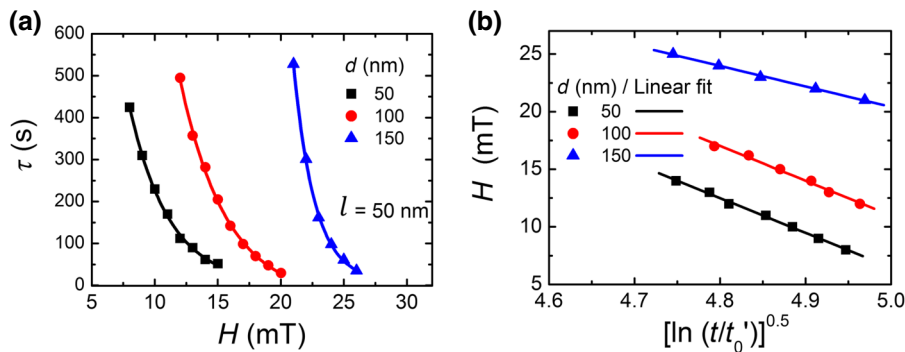 (a)
600
500
400
300
200
100
0
τ (s)
d (nm)
50
100
150
l = 50 nm
5 10 15 20 25 30
H (mT)
(b)
25
20
15
10
5
H (mT)
d (nm) / Linear fit
50
100
150
4.6 4.7 4.8 4.9 5.0
[ln (t/t₀')]⁰·⁵